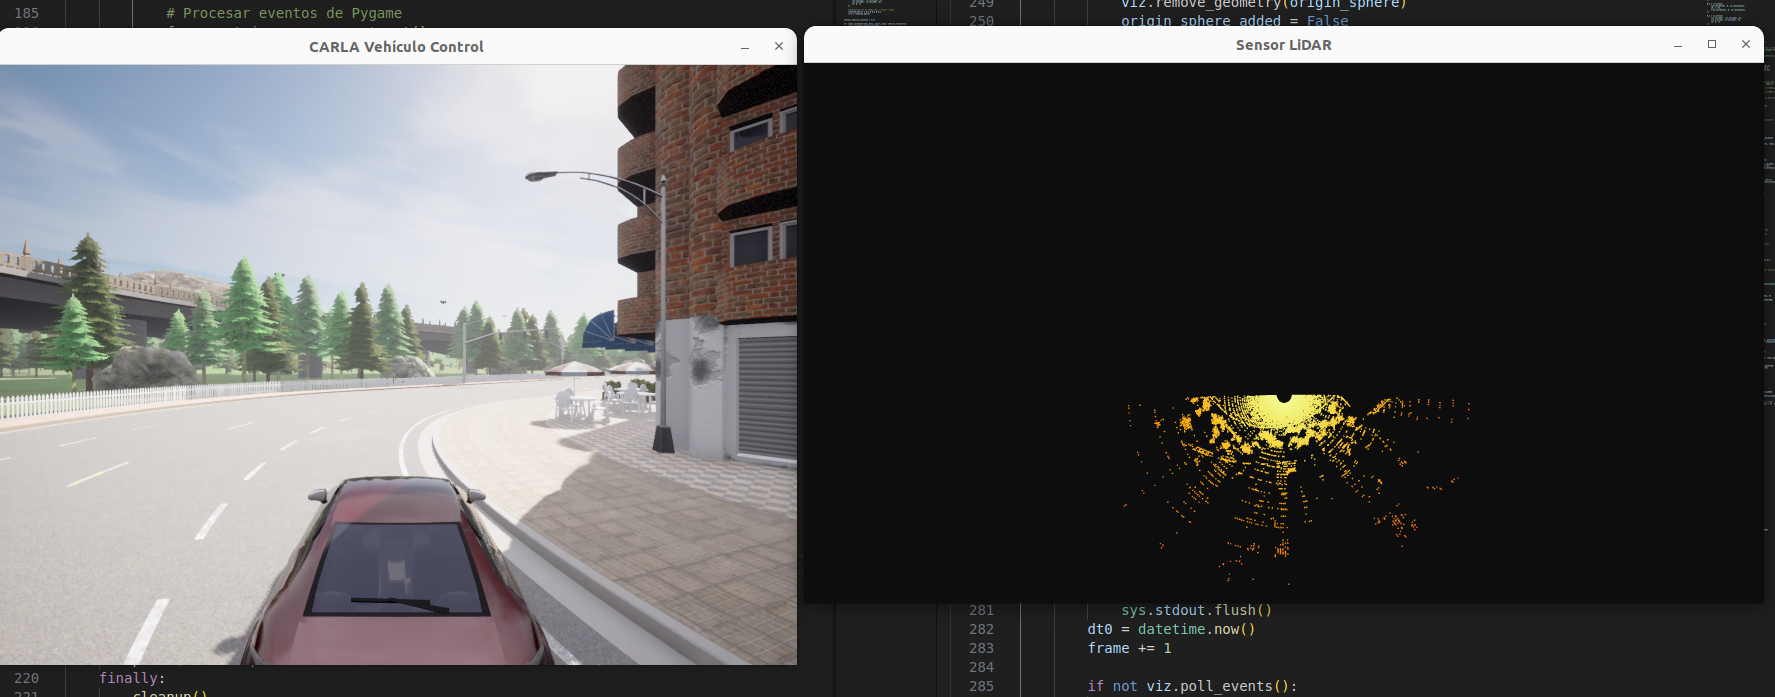 185 # Procesar eventos de Pygame
249 viz.remove_geometry(origin_sphere)
250 origin_sphere_added = False
CARLA Vehículo Control
Sensor LiDAR
281 sys.stdout.flush()
282 dt0 = datetime.now()
283 frame += 1
284
285 if not viz.poll_events():
220 finally:
221 cleanup()